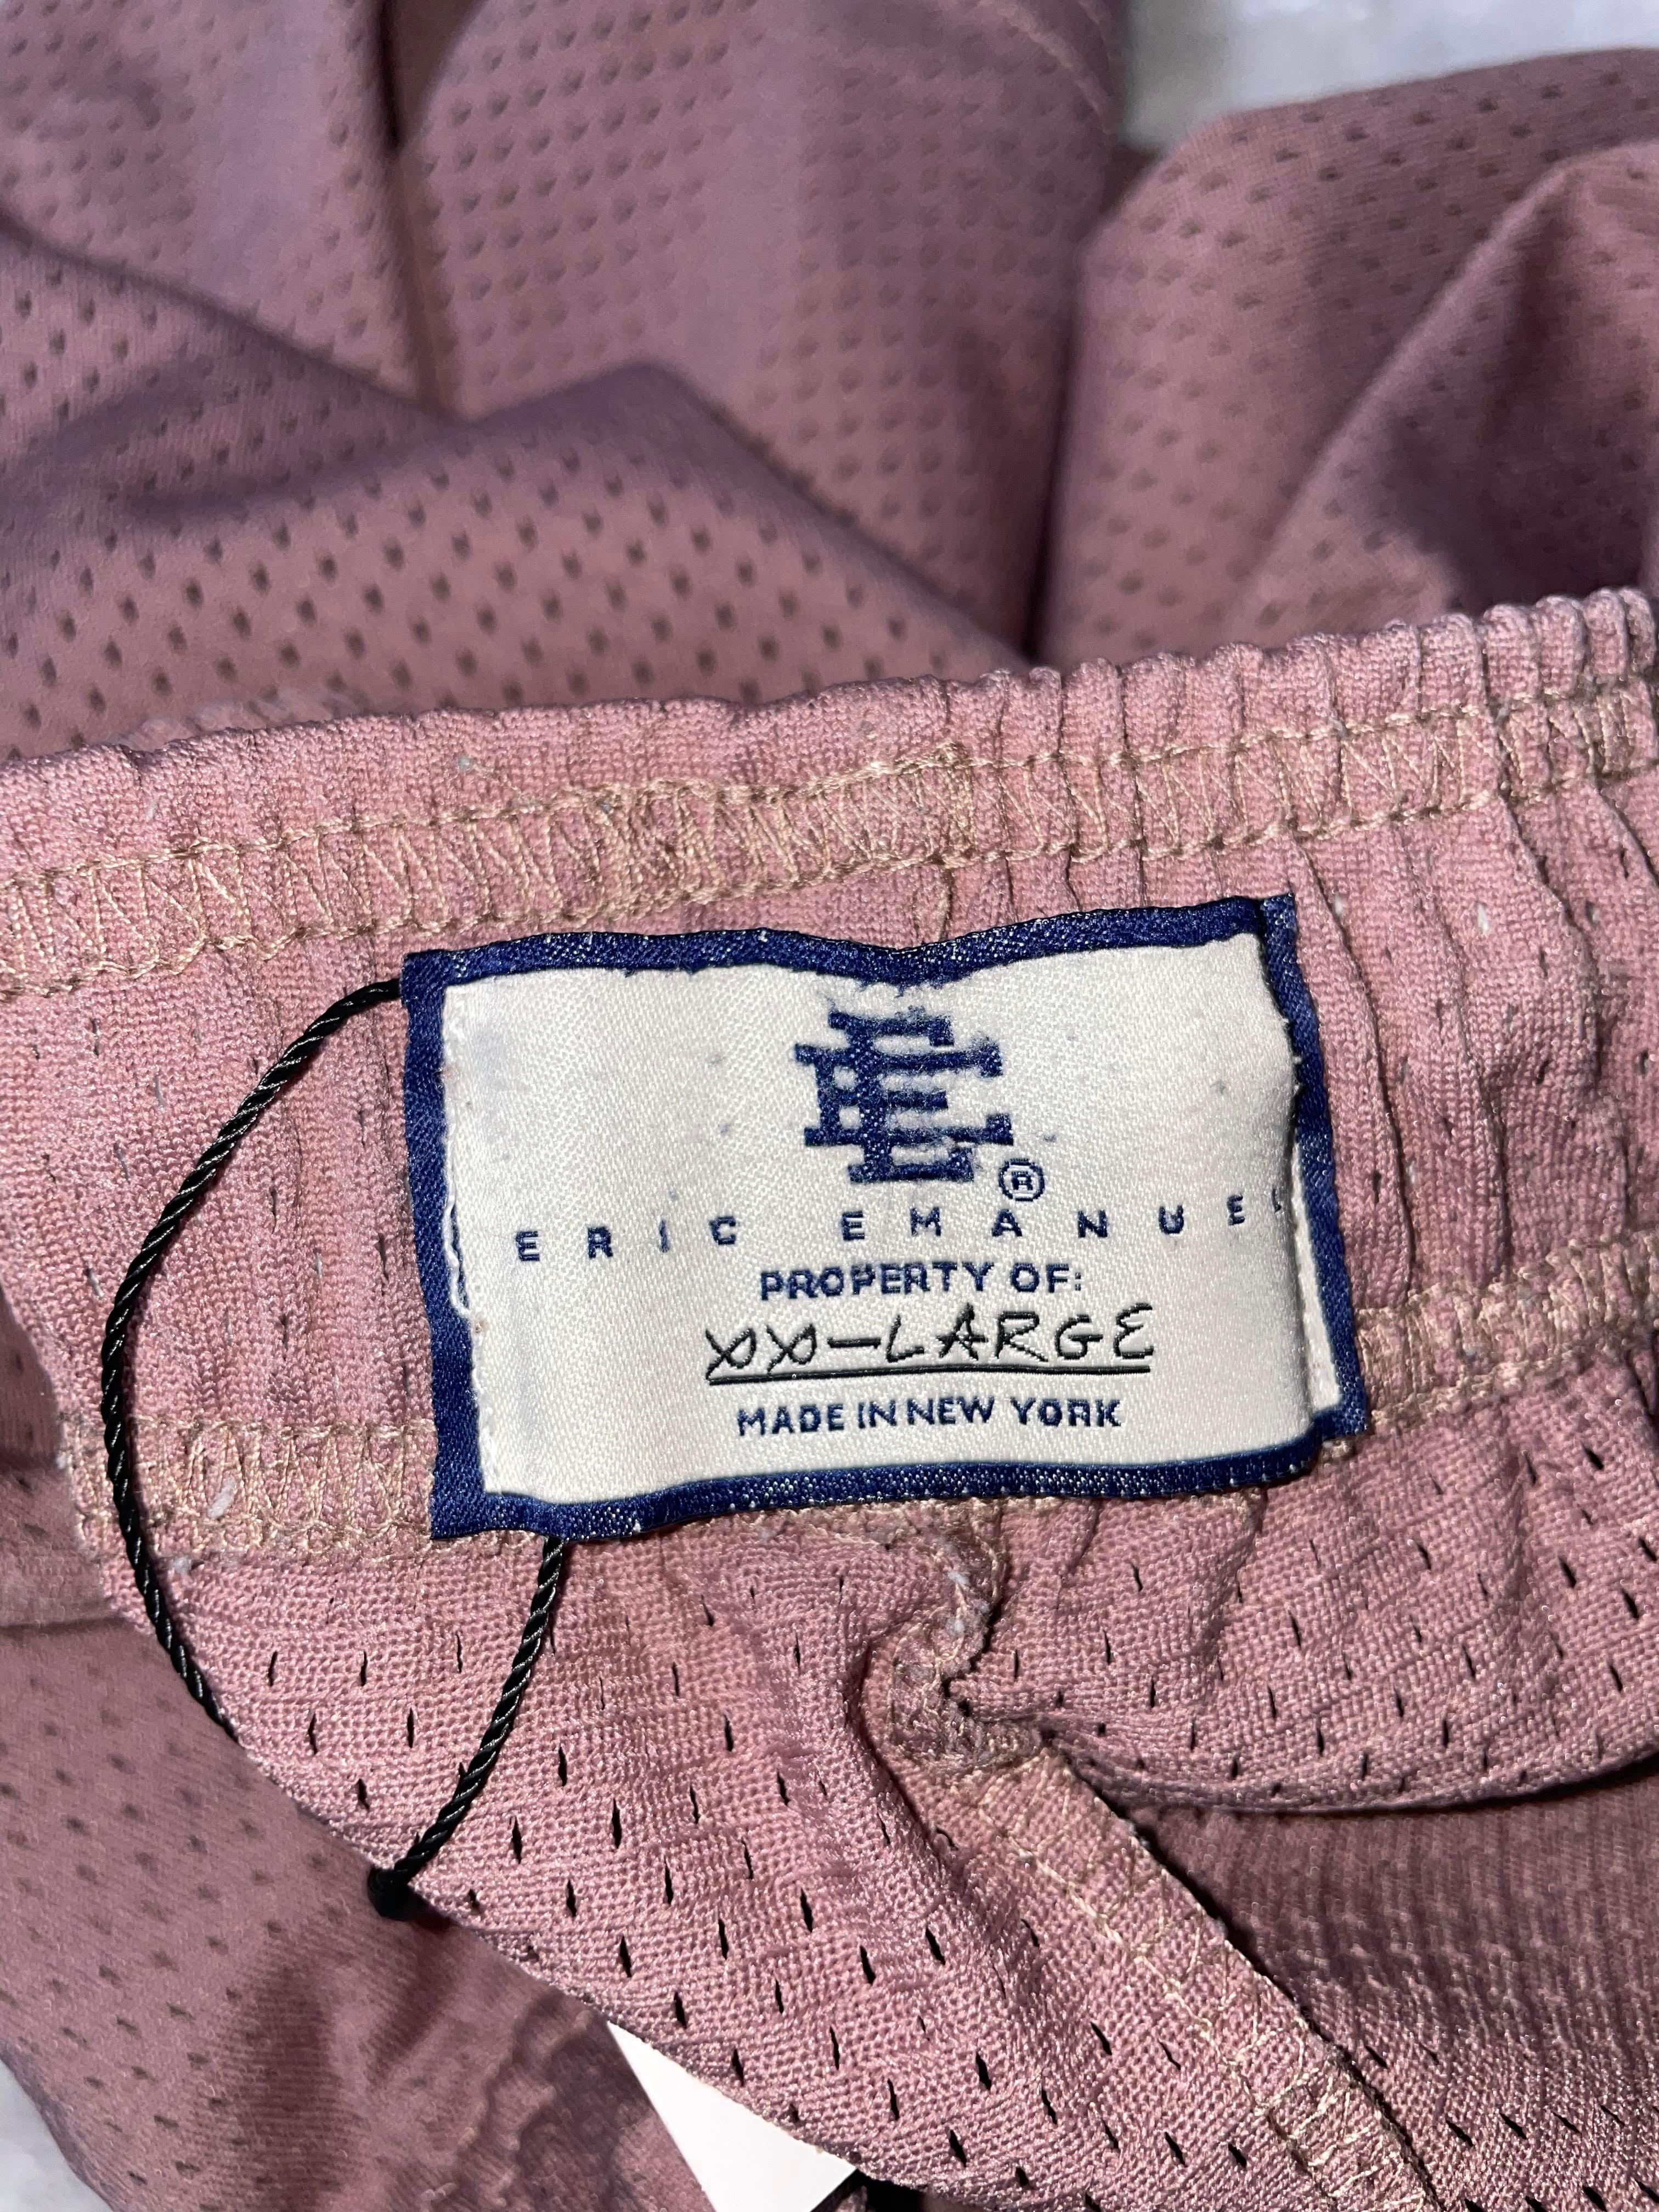 EE®
ERIC EMANUEL
PROPERTY OF:
XX-LARGE
MADE IN NEW YORK